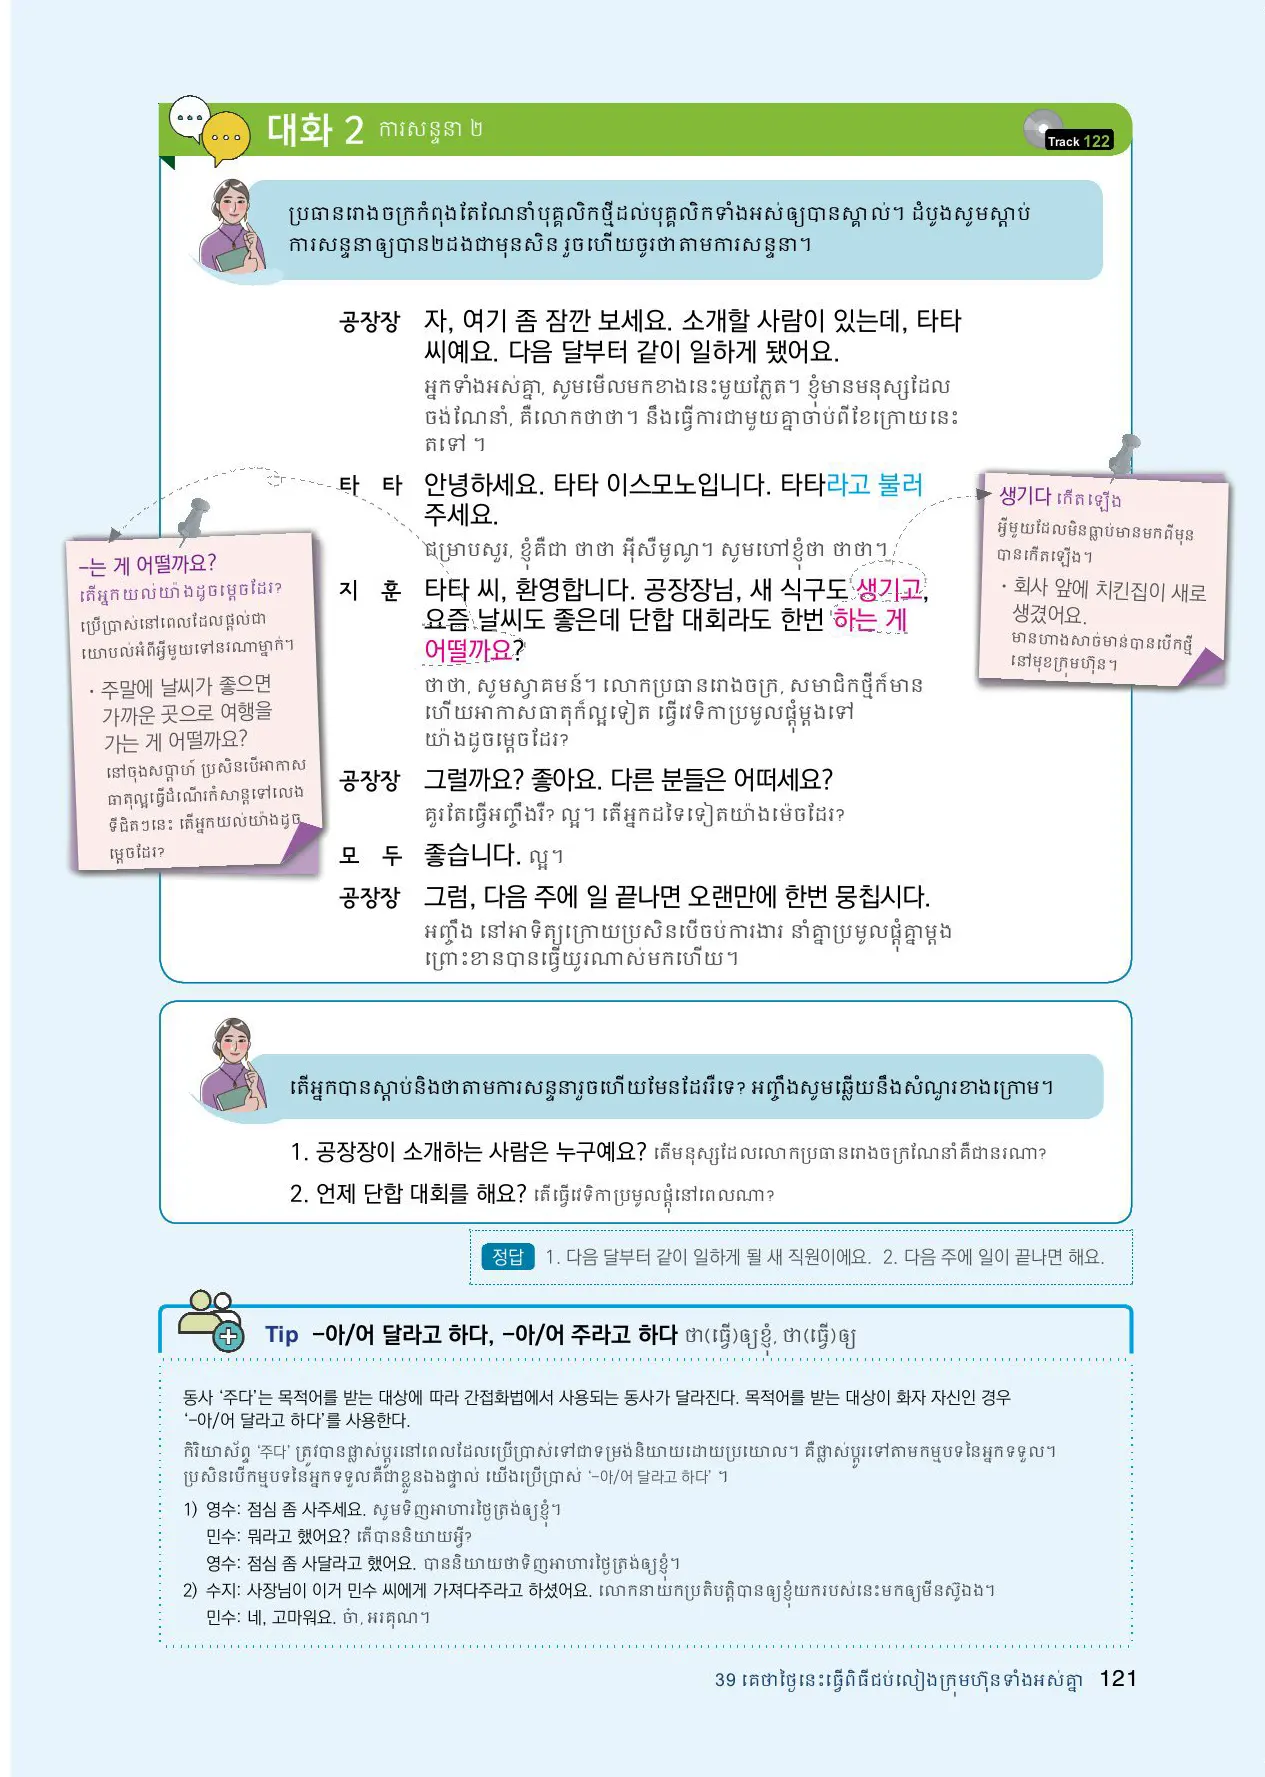 대화 2 ការសន្ទនា ២
Track 122
ប្រធានរោងចក្រកំពុងតែណែនាំបុគ្គលិកថ្មីដល់បុគ្គលិកទាំងអស់ឲ្យបានស្គាល់។ ដំបូងសូមស្តាប់
ការសន្ទនាឲ្យបាន២ដងជាមុនសិន រួចហើយចូរថាតាមការសន្ទនា។
공장장 자, 여기 좀 잠깐 보세요. 소개할 사람이 있는데, 타타
씨예요. 다음 달부터 같이 일하게 됐어요.
អ្នកទាំងអស់គ្នា, សូមមើលមកខាងនេះមួយភ្លែត។ ខ្ញុំមានមនុស្សដែល
ចង់ណែនាំ, គឺលោកថាថា។ នឹងធ្វើការជាមួយគ្នាចាប់ពីខែក្រោយនេះ
តទៅ ។
타 타 안녕하세요. 타타 이스모노입니다. 타타라고 불러
주세요.
ជម្រាបសួរ, ខ្ញុំគឺជា ថាថា អ៊ីស៊ីមូណូ។ សូមហៅខ្ញុំថា ថាថា។
지 훈 타타 씨, 환영합니다. 공장장님, 새 식구도 생기고,
요즘 날씨도 좋은데 단합 대회라도 한번 하는 게
어떨까요?
ថាថា, សូមស្វាគមន៍។ លោកប្រធានរោងចក្រ, សមាជិកថ្មីក៏មាន
ហើយអាកាសធាតុក៏ល្អទៀត ធ្វើវេទិកាប្រមូលផ្តុំម្តងទៅ
យ៉ាងដូចម្តេចដែរ?
공장장 그럴까요? 좋아요. 다른 분들은 어떠세요?
គួរតែធ្វើអញ្ចឹងរឺ? ល្អ។ តើអ្នកដទៃទៀតយ៉ាងម៉េចដែរ?
모 두 좋습니다. ល្អ។
공장장 그럼, 다음 주에 일 끝나면 오랜만에 한번 뭉칩시다.
អញ្ចឹង នៅអាទិត្យក្រោយប្រសិនបើចប់ការងារ នាំគ្នាប្រមូលផ្តុំគ្នាម្តង
ព្រោះខានបានធ្វើយូរណាស់មកហើយ។
–는 게 어떨까요?
តើអ្នកយល់យ៉ាងដូចម្តេចដែរ?
ប្រើប្រាស់នៅពេលដែលផ្តល់ជា
យោបល់អំពីអ្វីមួយទៅនរណាម្នាក់។
· 주말에 날씨가 좋으면
가까운 곳으로 여행을
가는 게 어떨까요?
នៅចុងសប្តាហ៍ ប្រសិនបើអាកាស
ធាតុល្អធ្វើដំណើរកំសាន្តទៅលេង
ទីជិតៗនេះ តើអ្នកយល់យ៉ាងដូច
ម្តេចដែរ?
생기다 កើតឡើង
អ្វីមួយដែលមិនធ្លាប់មានមកពីមុន
បានកើតឡើង។
· 회사 앞에 치킨집이 새로
생겼어요.
មានហាងសាច់មាន់បានបើកថ្មី
នៅមុខក្រុមហ៊ុន។
តើអ្នកបានស្តាប់និងថាតាមការសន្ទនារួចហើយមែនដែររឺទេ? អញ្ចឹងសូមឆ្លើយនឹងសំណួរខាងក្រោម។
1. 공장장이 소개하는 사람은 누구예요? តើមនុស្សដែលលោកប្រធានរោងចក្រណែនាំគឺជានរណា?
2. 언제 단합 대회를 해요? តើធ្វើវេទិកាប្រមូលផ្តុំនៅពេលណា?
정답 1. 다음 달부터 같이 일하게 될 새 직원이에요. 2. 다음 주에 일이 끝나면 해요.
Tip –아/어 달라고 하다, –아/어 주라고 하다 ថា(ធ្វើ)ឲ្យខ្ញុំ, ថា(ធ្វើ)ឲ្យ
동사 ‘주다’는 목적어를 받는 대상에 따라 간접화법에서 사용되는 동사가 달라진다. 목적어를 받는 대상이 화자 자신인 경우
‘–아/어 달라고 하다’를 사용한다.
កិរិយាស័ព្ទ ‘주다’ ត្រូវបានផ្លាស់ប្តូរនៅពេលដែលប្រើប្រាស់ទៅជាទម្រង់និយាយដោយប្រយោល។ គឺផ្លាស់ប្តូរទៅតាមកម្មបទនៃអ្នកទទួល។
ប្រសិនបើកម្មបទនៃអ្នកទទួលគឺជាខ្លួនឯងផ្ទាល់ យើងប្រើប្រាស់ ‘–아/어 달라고 하다’ ។
1) 영수: 점심 좀 사주세요. សូមទិញអាហារថ្ងៃត្រង់ឲ្យខ្ញុំ។
민수: 뭐라고 했어요? តើបាននិយាយអ្វី?
영수: 점심 좀 사달라고 했어요. បាននិយាយថាទិញអាហារថ្ងៃត្រង់ឲ្យខ្ញុំ។
2) 수지: 사장님이 이거 민수 씨에게 가져다주라고 하셨어요. លោកនាយកប្រតិបត្តិបានឲ្យខ្ញុំយករបស់នេះមកឲ្យមីនស៊ូឯង។
민수: 네, 고마워요. ច៎ា, អរគុណ។
39 គេថាថ្ងៃនេះធ្វើពិធីជប់លៀងក្រុមហ៊ុនទាំងអស់គ្នា 121